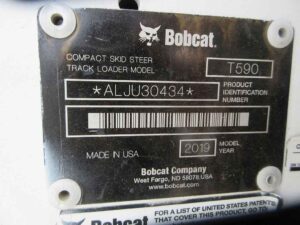 Bobcat.
COMPACT SKID STEER
TRACK LOADER MODEL
T590
*ALJU30434*
PRODUCT
IDENTIFICATION
NUMBER
MADE IN USA
2019
MODEL
YEAR
Bobcat Company
West Fargo, ND 58078, USA
www.bobcat.com
Bobcat
FOR A LIST OF UNITED STATES PATENTS
THAT COVER THIS PRODUCT, GO TO: